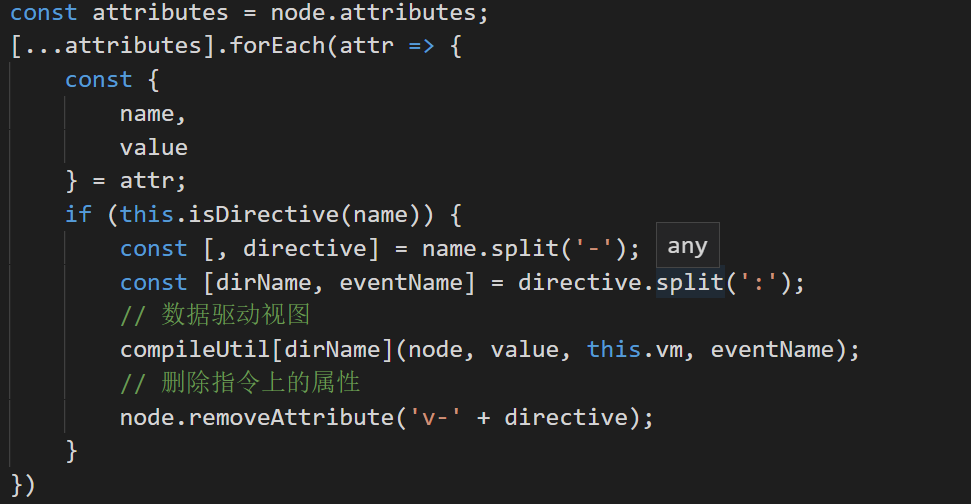 const attributes = node.attributes;
[...attributes].forEach(attr => {
    const {
        name,
        value
    } = attr;
    if (this.isDirective(name)) {
        const [, directive] = name.split('-');
any
        const [dirName, eventName] = directive.split(':');
        // 数据驱动视图
        compileUtil[dirName](node, value, this.vm, eventName);
        // 删除指令上的属性
        node.removeAttribute('v-' + directive);
    }
})